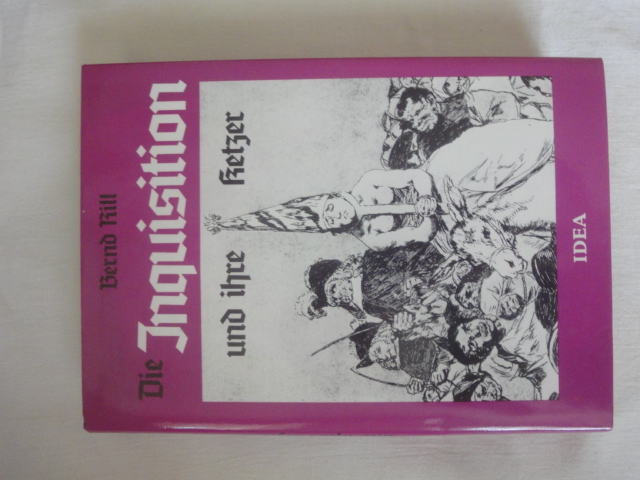 Bernd Rill
Die Inquisition
und ihre Ketzer
IDEA